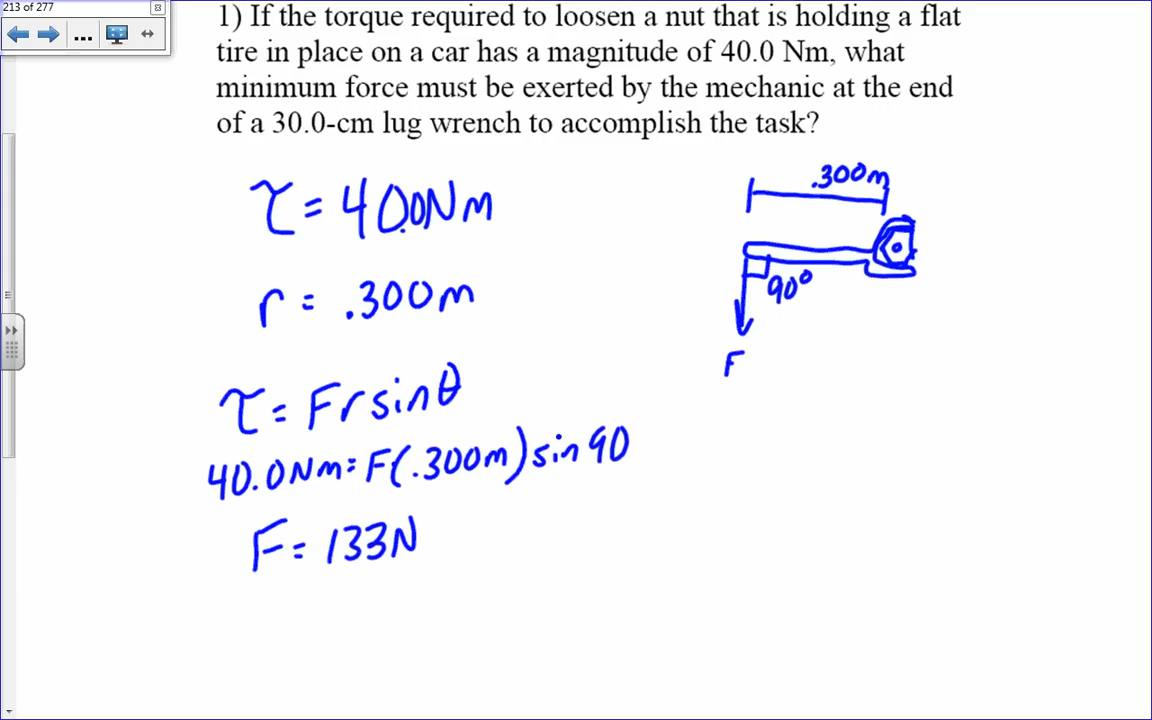 213 of 277
1) If the torque required to loosen a nut that is holding a flat
tire in place on a car has a magnitude of 40.0 Nm, what
minimum force must be exerted by the mechanic at the end
of a 30.0-cm lug wrench to accomplish the task?
τ = 40.0Nm
.300m
90°
F
r = .300m
τ = Frsinθ
40.0Nm = F(.300m)sin90
F = 133N